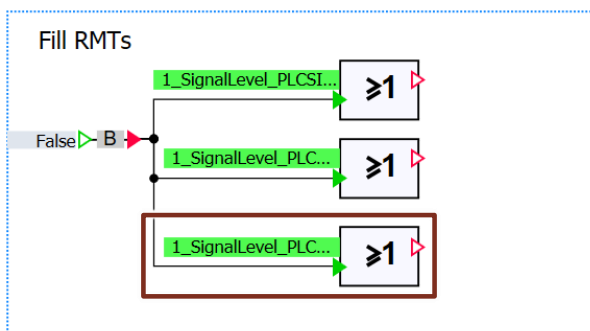 Fill RMTs
1_SignalLevel_PLCSI...
≥1
False B
1_SignalLevel_PLC...
≥1
1_SignalLevel_PLC...
≥1